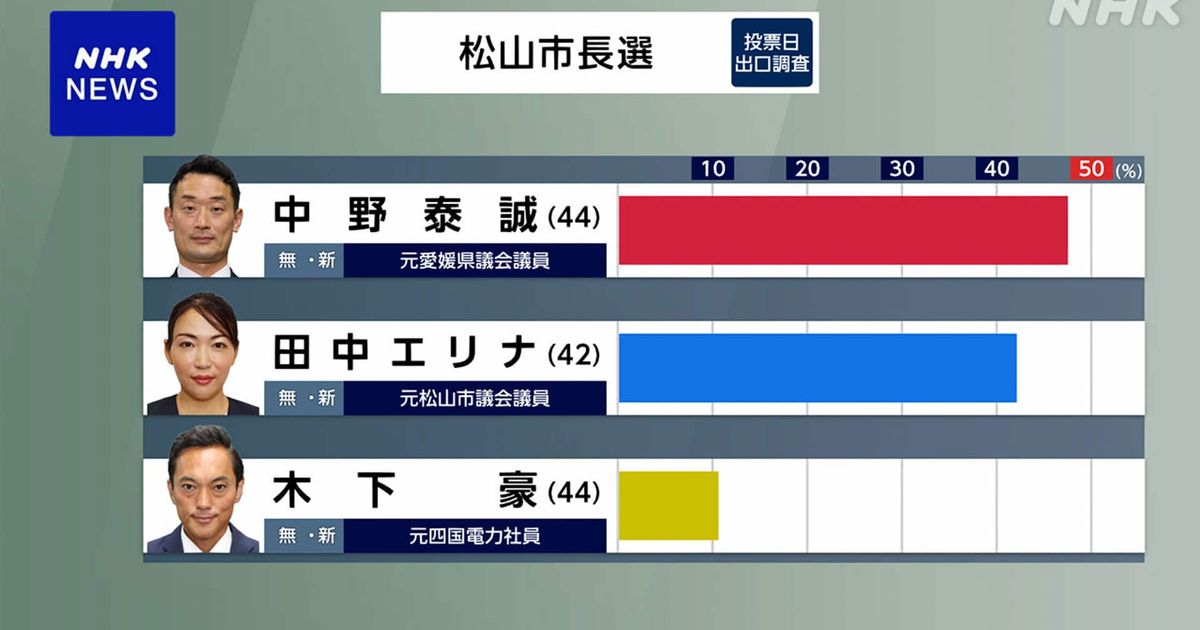 NHK
NHK
NEWS
松山市長選
投票日
出口調査
10 20 30 40 50 (%)
中野泰誠(44)
無・新 元愛媛県議会議員
田中エリナ(42)
無・新 元松山市議会議員
木下豪(44)
無・新 元四国電力社員